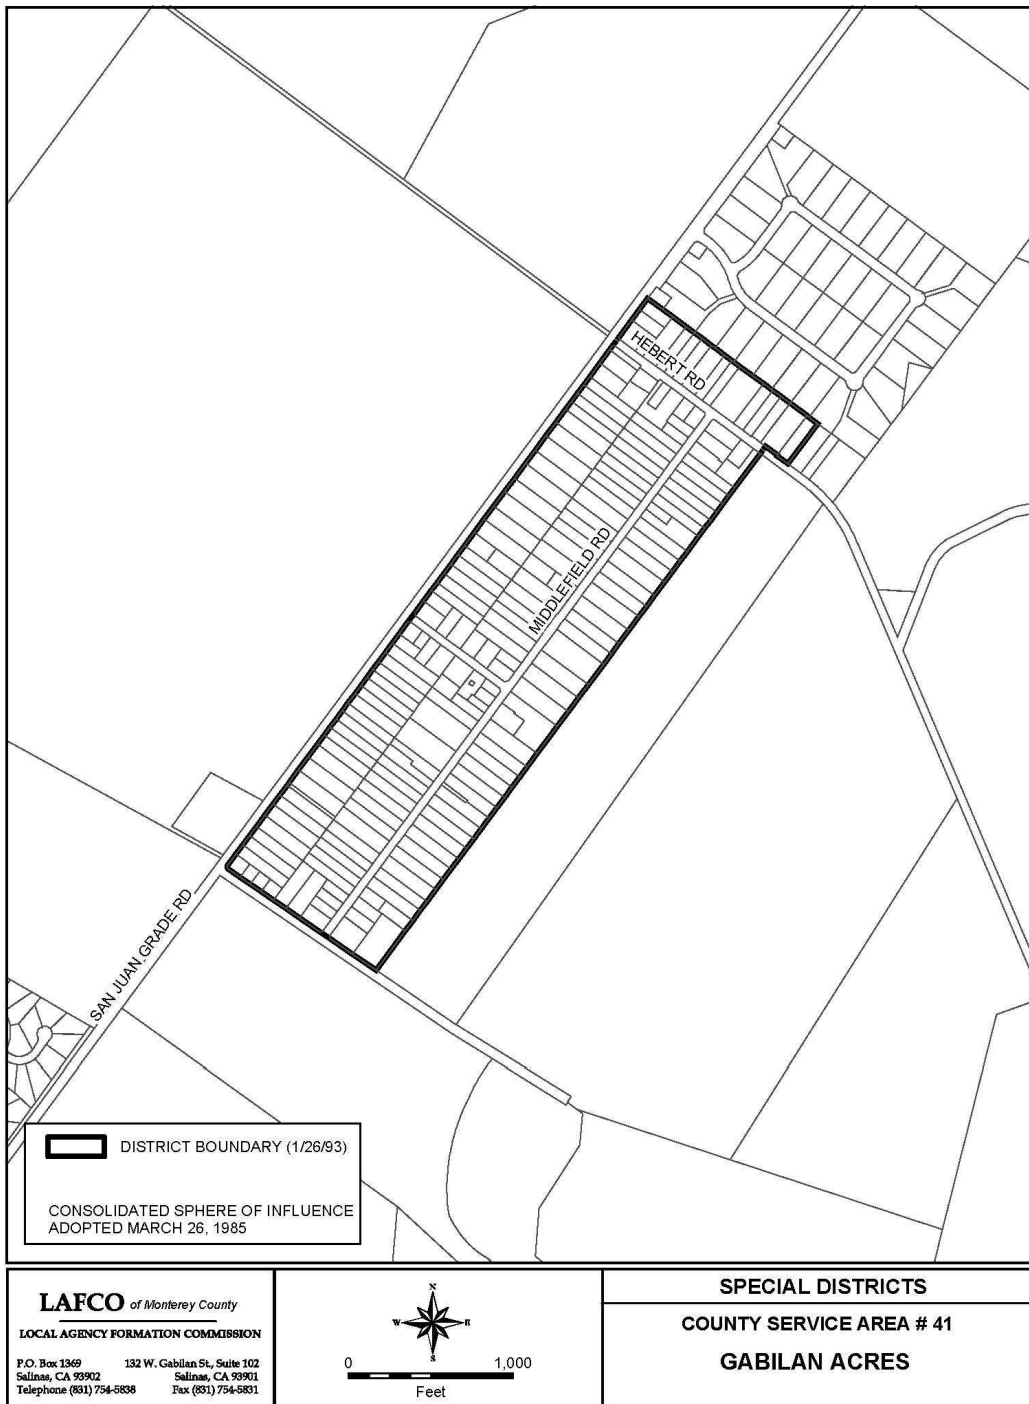 HEBERT RD
MIDDLEFIELD RD
SAN JUAN GRADE RD
DISTRICT BOUNDARY (1/26/93)
CONSOLIDATED SPHERE OF INFLUENCE
ADOPTED MARCH 26, 1985
LAFCO of Monterey County
LOCAL AGENCY FORMATION COMMISSION
P.O. Box 1369 132 W. Gabilan St., Suite 102
Salinas, CA 93902 Salinas, CA 93901
Telephone (831) 754-5838 Fax (831) 754-5831
N
W E
S
0 1,000
Feet
SPECIAL DISTRICTS
COUNTY SERVICE AREA # 41
GABILAN ACRES